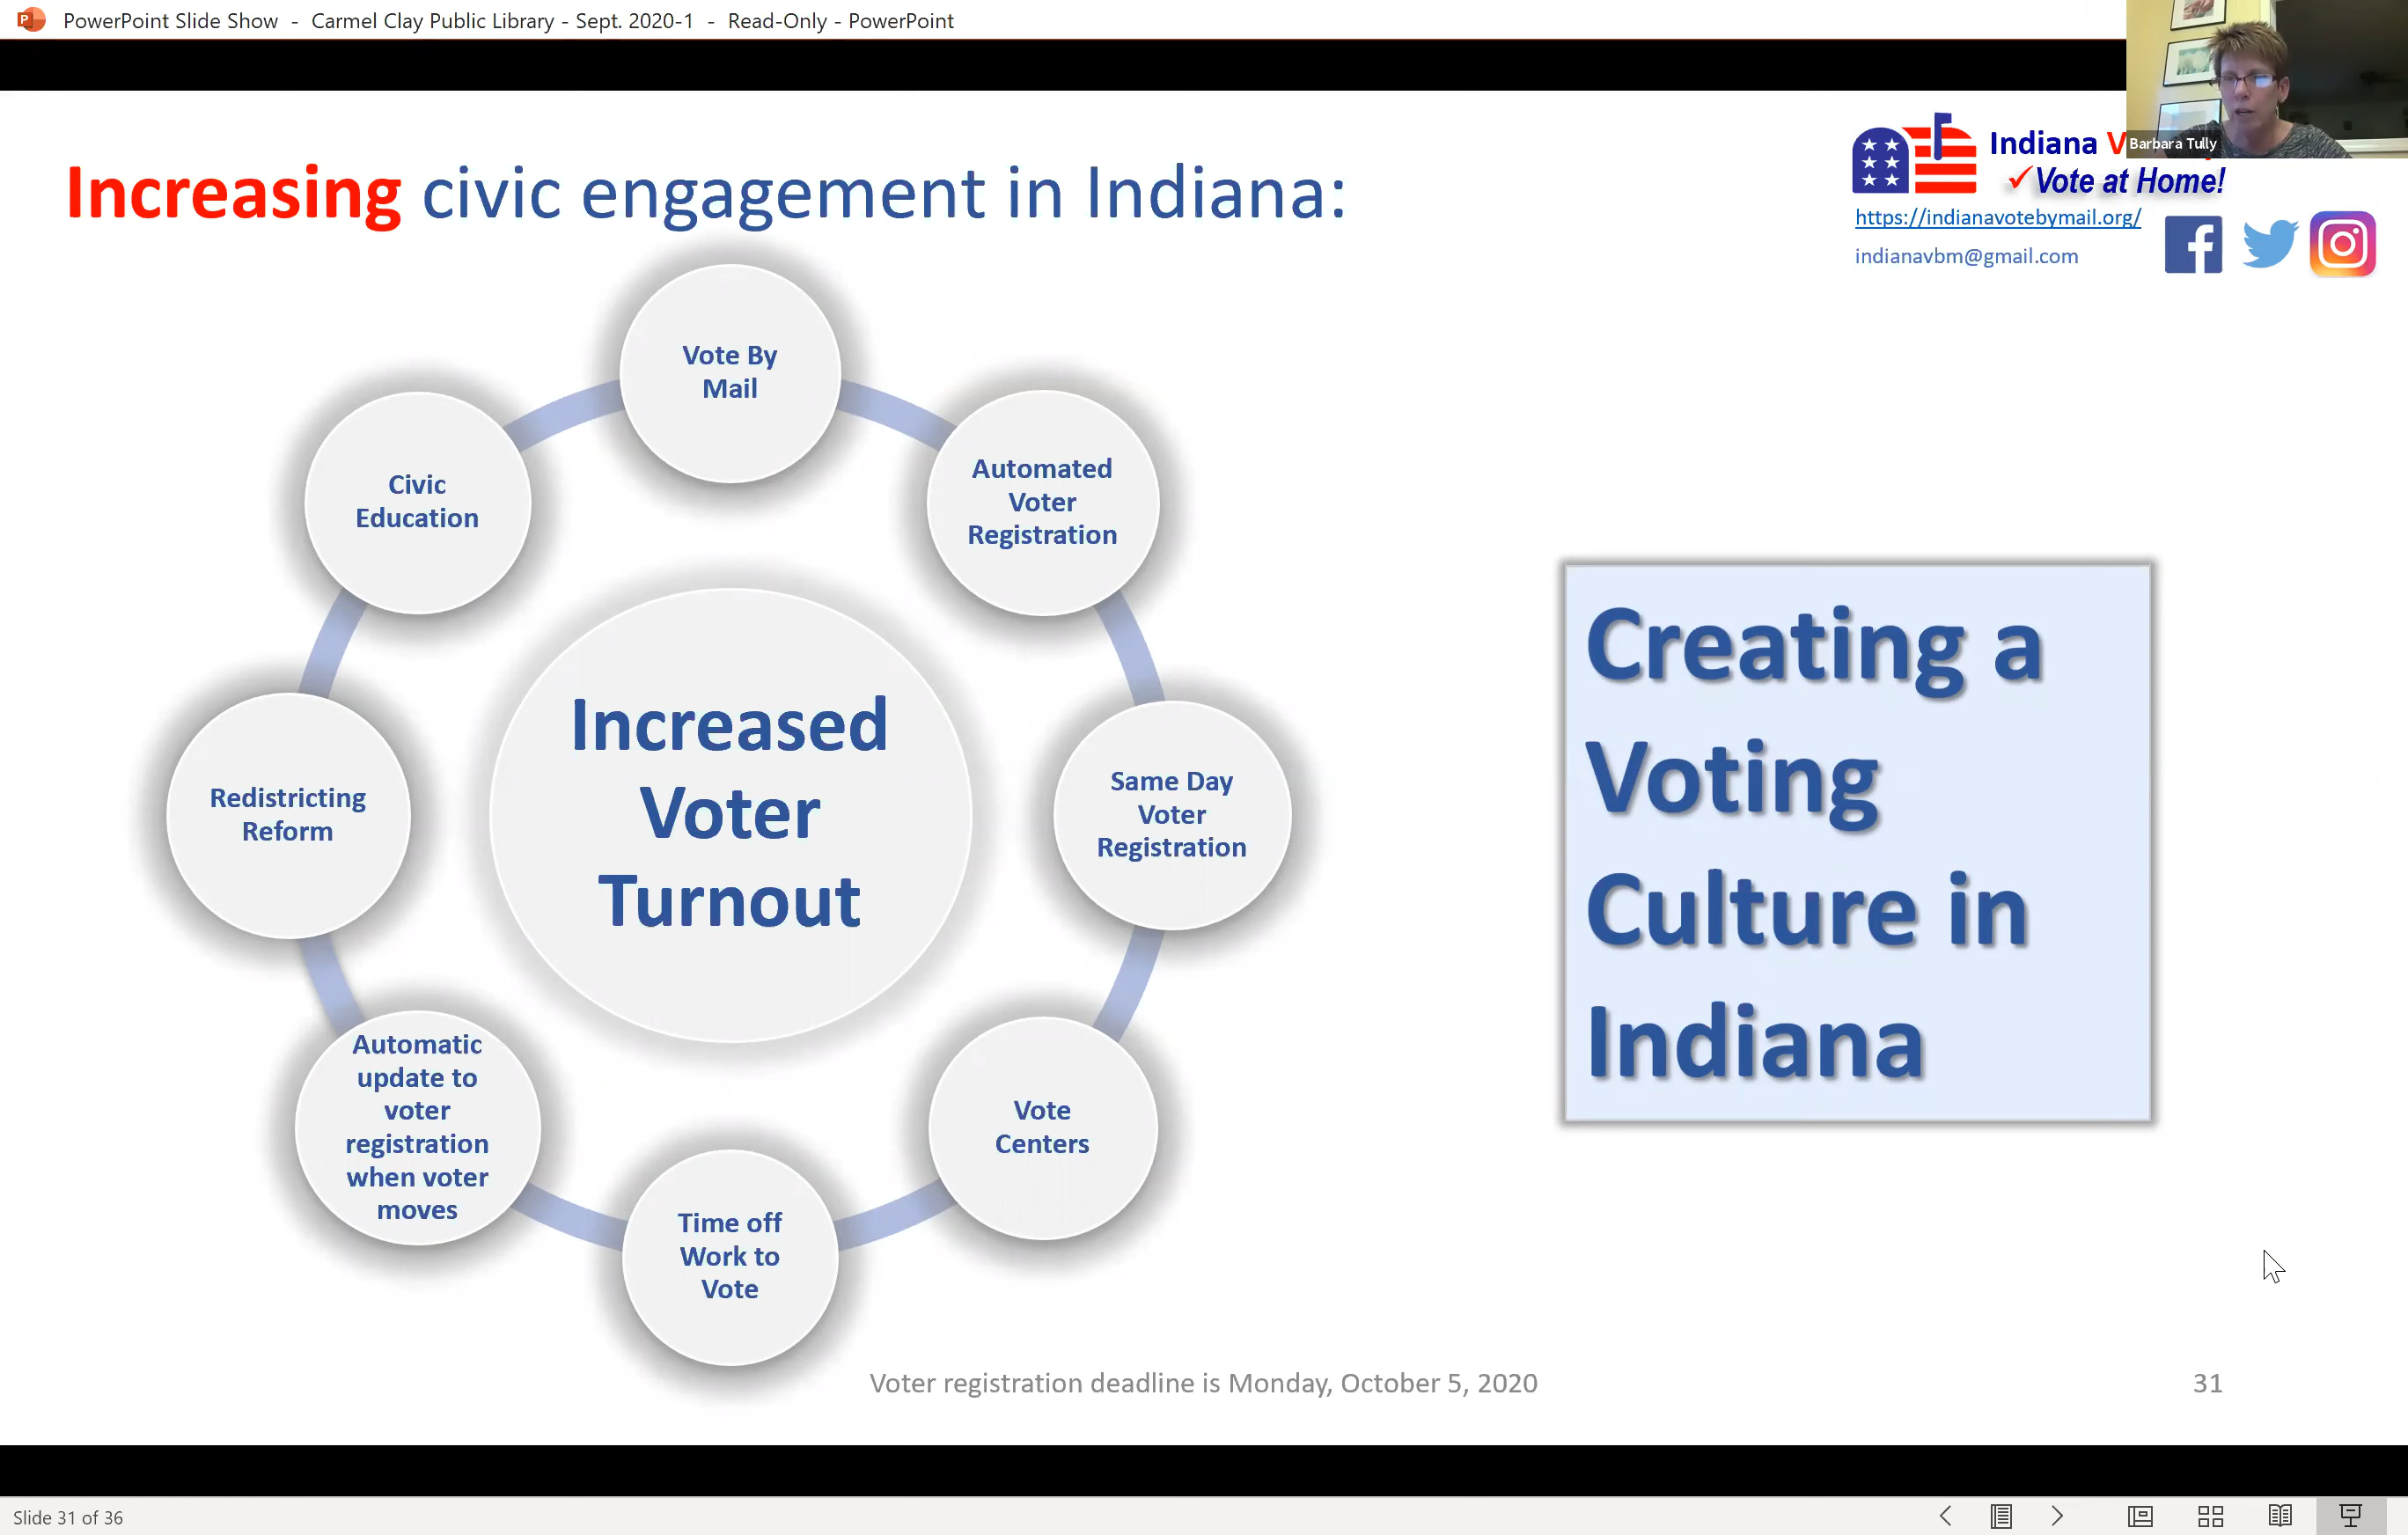 PowerPoint Slide Show - Carmel Clay Public Library - Sept. 2020-1 - Read-Only - PowerPoint
Barbara Tully
Indiana V
✓Vote at Home!
https://indianavotebymail.org/
indianavbm@gmail.com
Increasing civic engagement in Indiana:
Vote By
Mail
Automated
Voter
Registration
Same Day
Voter
Registration
Vote
Centers
Time off
Work to
Vote
Automatic
update to
voter
registration
when voter
moves
Redistricting
Reform
Civic
Education
Increased
Voter
Turnout
Creating a
Voting
Culture in
Indiana
Voter registration deadline is Monday, October 5, 2020
31
Slide 31 of 36